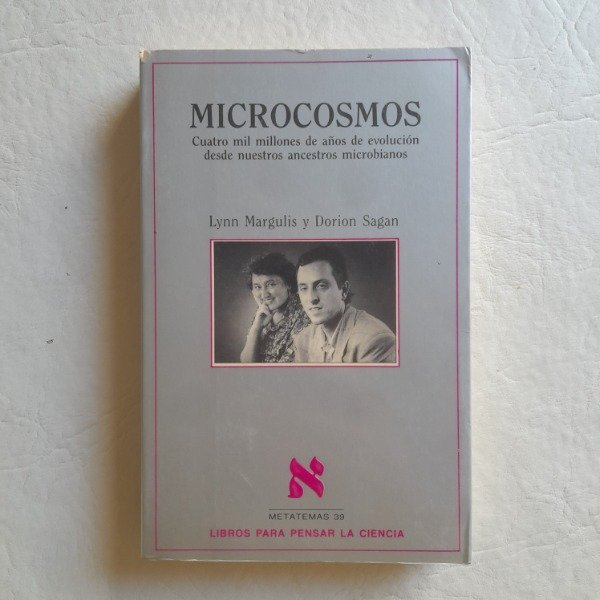 MICROCOSMOS
Cuatro mil millones de años de evolución
desde nuestros ancestros microbianos
Lynn Margulis y Dorion Sagan
א
METATEMAS 39
LIBROS PARA PENSAR LA CIENCIA